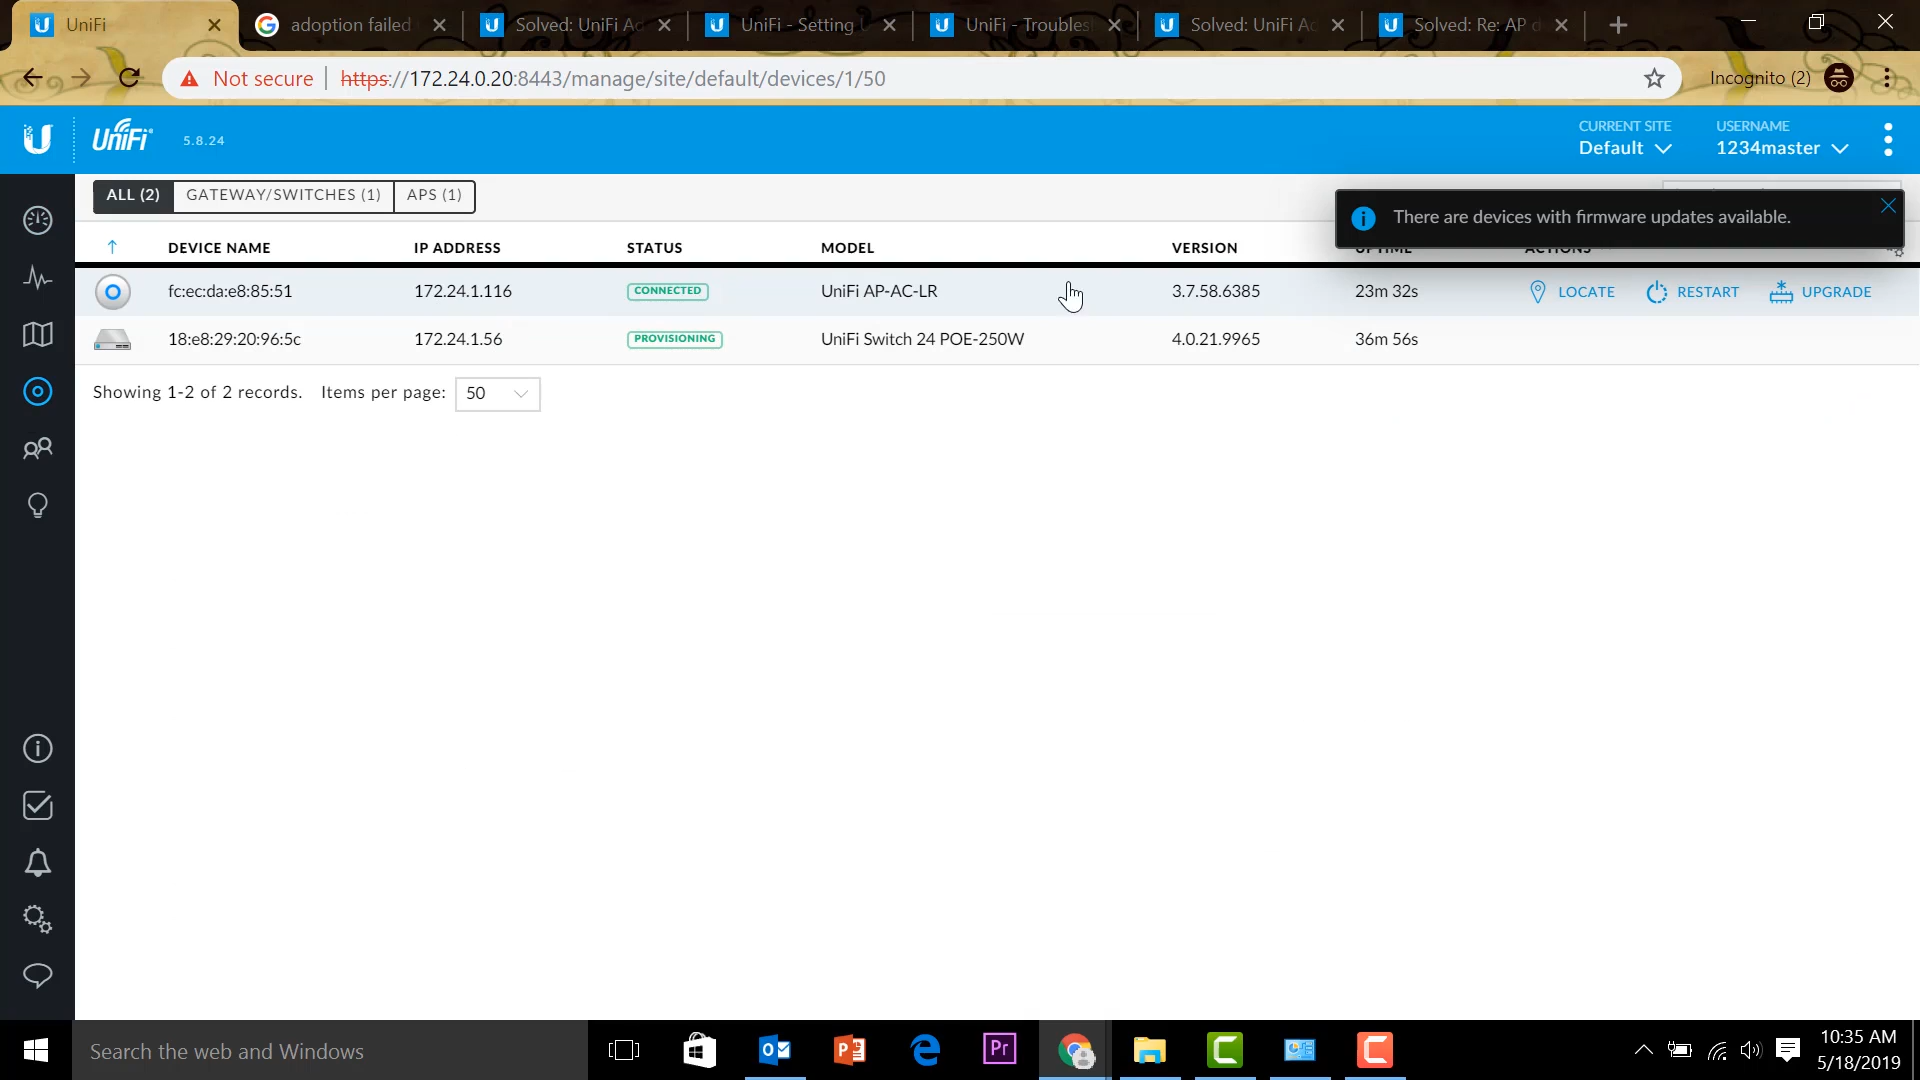 UniFi
adoption failed
Solved: UniFi Ad
UniFi - Setting U
UniFi - Troubles
Solved: UniFi Ac
Solved: Re: AP d
Not secure
https://172.24.0.20:8443/manage/site/default/devices/1/50
Incognito (2)
UniFi
5.8.24
CURRENT SITE
Default
USERNAME
1234master
ALL (2)
GATEWAY/SWITCHES (1)
APS (1)
There are devices with firmware updates available.
DEVICE NAME
IP ADDRESS
STATUS
MODEL
VERSION
UPTIME
ACTIONS
fc:ec:da:e8:85:51
172.24.1.116
CONNECTED
UniFi AP-AC-LR
3.7.58.6385
23m 32s
LOCATE
RESTART
UPGRADE
18:e8:29:20:96:5c
172.24.1.56
PROVISIONING
UniFi Switch 24 POE-250W
4.0.21.9965
36m 56s
Showing 1-2 of 2 records.
Items per page:
50
Search the web and Windows
Pr
10:35 AM
5/18/2019